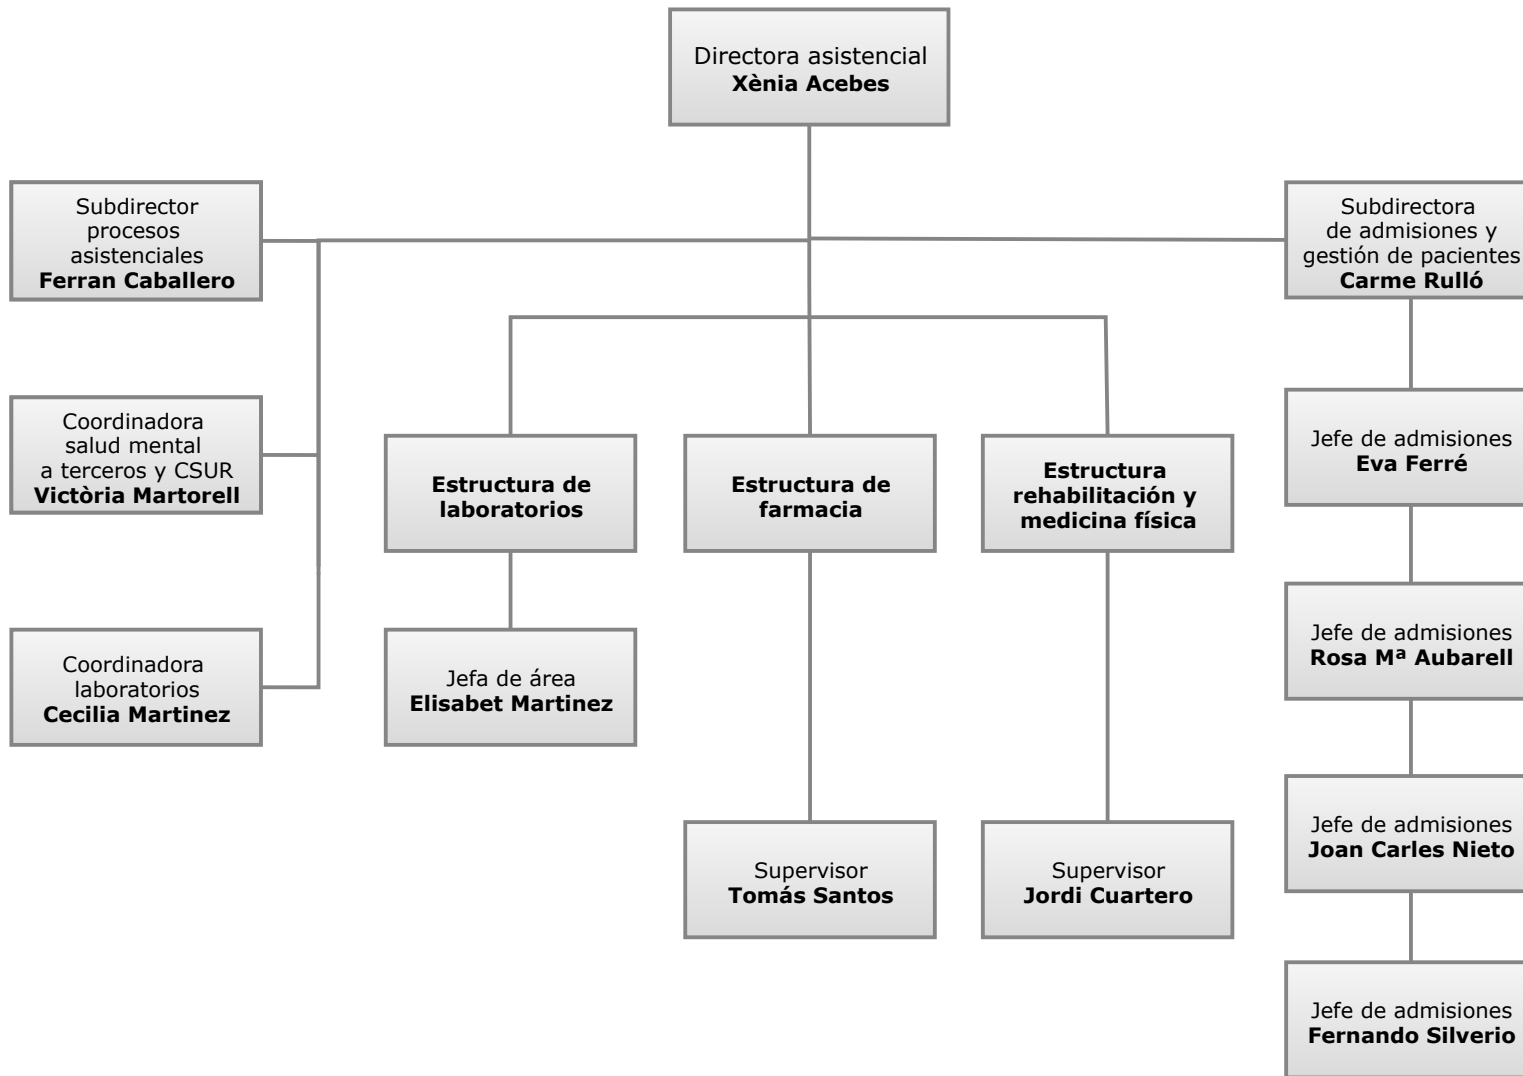 Directora asistencial
Xènia Acebes
Subdirector
procesos
asistenciales
Ferran Caballero
Subdirectora
de admisiones y
gestión de pacientes
Carme Rulló
Coordinadora
salud mental
a terceros y CSUR
Victòria Martorell
Estructura de
laboratorios
Estructura de
farmacia
Estructura
rehabilitación y
medicina física
Jefe de admisiones
Eva Ferré
Coordinadora
laboratorios
Cecilia Martinez
Jefa de área
Elisabet Martinez
Jefe de admisiones
Rosa Mª Aubarell
Supervisor
Tomás Santos
Supervisor
Jordi Cuartero
Jefe de admisiones
Joan Carles Nieto
Jefe de admisiones
Fernando Silverio